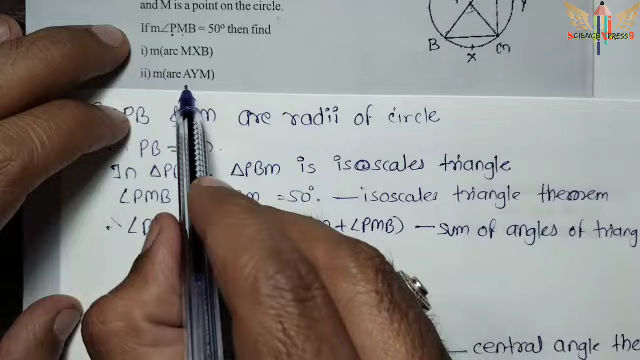 and M is a point on the circle.
If m∠PMB = 50° then find
i) m(arc MXB)
ii) m(arc AYM)
B
x
m
SCIENCE EXPRESS9
PB m are radii of circle
PB =
In ΔPB ΔPBm is isoscales triangle
∠PMB m = 50°. — isoscales triangle theorem
∴ ∠ + ∠PMB) — sum of angles of triang
— central angle the